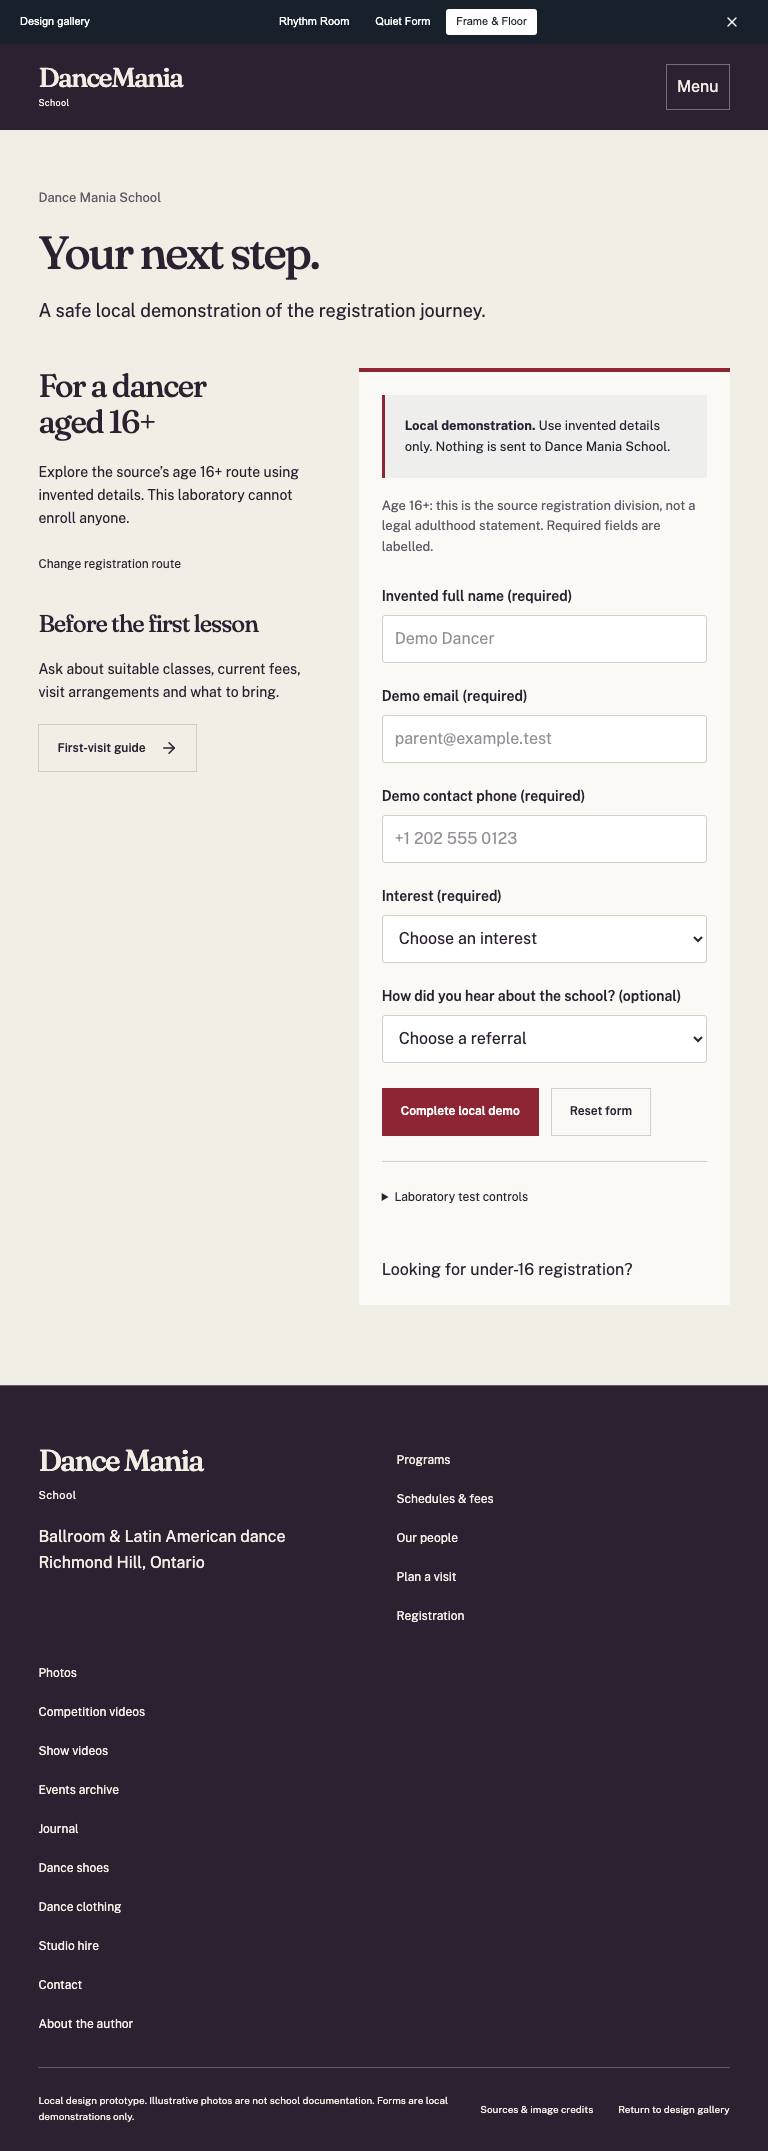 Design gallery
Rhythm Room
Quiet Form
Frame & Floor
DanceMania
School
Menu
Dance Mania School
Your next step.
A safe local demonstration of the registration journey.
For a dancer
aged 16+
Explore the source’s age 16+ route using
invented details. This laboratory cannot
enroll anyone.
Change registration route
Before the first lesson
Ask about suitable classes, current fees,
visit arrangements and what to bring.
First-visit guide
Local demonstration. Use invented details
only. Nothing is sent to Dance Mania School.
Age 16+: this is the source registration division, not a
legal adulthood statement. Required fields are
labelled.
Invented full name (required)
Demo Dancer
Demo email (required)
parent@example.test
Demo contact phone (required)
+1 202 555 0123
Interest (required)
Choose an interest
How did you hear about the school? (optional)
Choose a referral
Complete local demo
Reset form
Laboratory test controls
Looking for under-16 registration?
Dance Mania
School
Ballroom & Latin American dance
Richmond Hill, Ontario
Programs
Schedules & fees
Our people
Plan a visit
Registration
Photos
Competition videos
Show videos
Events archive
Journal
Dance shoes
Dance clothing
Studio hire
Contact
About the author
Local design prototype. Illustrative photos are not school documentation. Forms are local
demonstrations only.
Sources & image credits
Return to design gallery